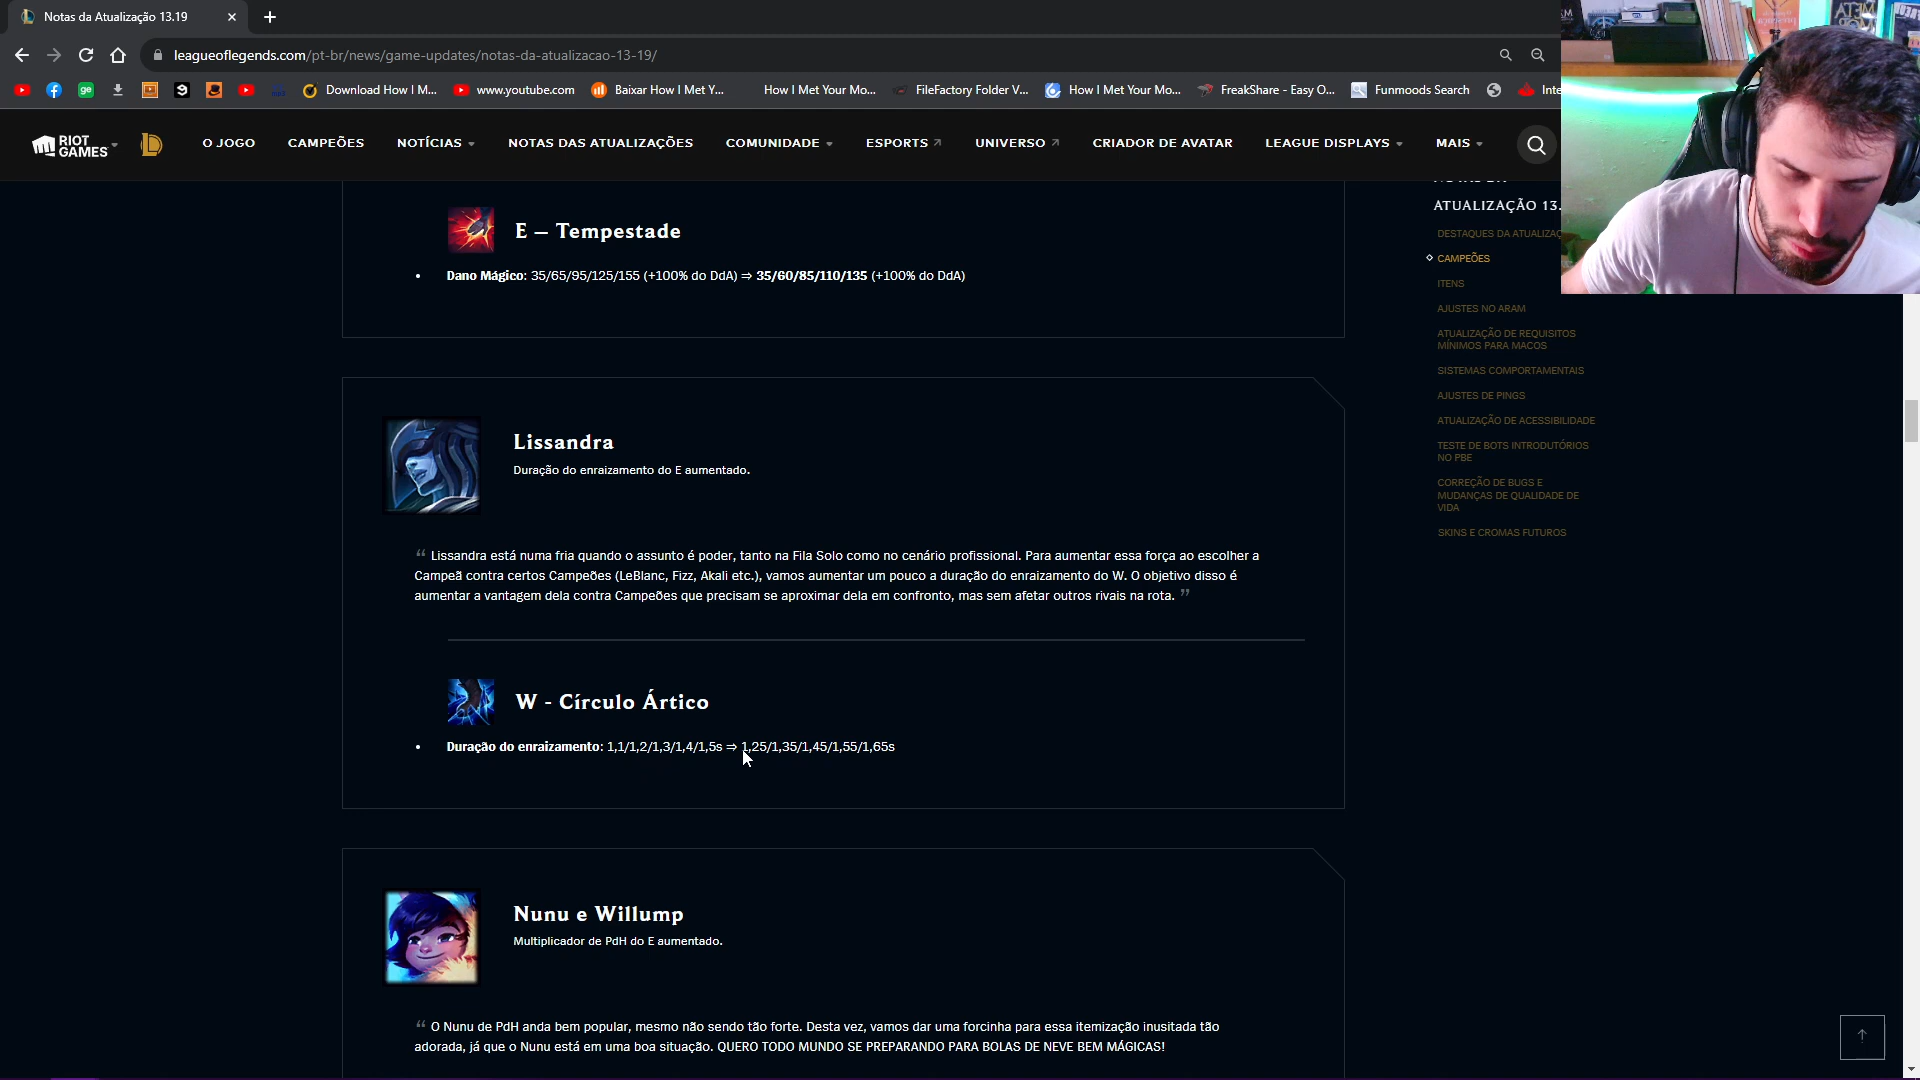 Notas da Atualização 13.19
leagueoflegends.com/pt-br/news/game-updates/notas-da-atualizacao-13-19/
Download How I M...
www.youtube.com
Baixar How I Met Y...
How I Met Your Mo...
FileFactory Folder V...
How I Met Your Mo...
FreakShare - Easy O...
Funmoods Search
Inte
RIOT GAMES
O JOGO
CAMPEÕES
NOTÍCIAS
NOTAS DAS ATUALIZAÇÕES
COMUNIDADE
ESPORTS
UNIVERSO
CRIADOR DE AVATAR
LEAGUE DISPLAYS
MAIS
E – Tempestade
• Dano Mágico: 35/65/95/125/155 (+100% do DdA) ⇒ 35/60/85/110/135 (+100% do DdA)
Lissandra
Duração do enraizamento do E aumentado.
“ Lissandra está numa fria quando o assunto é poder, tanto na Fila Solo como no cenário profissional. Para aumentar essa força ao escolher a
Campeã contra certos Campeões (LeBlanc, Fizz, Akali etc.), vamos aumentar um pouco a duração do enraizamento do W. O objetivo disso é
aumentar a vantagem dela contra Campeões que precisam se aproximar dela em confronto, mas sem afetar outros rivais na rota. ”
W - Círculo Ártico
• Duração do enraizamento: 1,1/1,2/1,3/1,4/1,5s ⇒ 1,25/1,35/1,45/1,55/1,65s
Nunu e Willump
Multiplicador de PdH do E aumentado.
“ O Nunu de PdH anda bem popular, mesmo não sendo tão forte. Desta vez, vamos dar uma forcinha para essa itemização inusitada tão
adorada, já que o Nunu está em uma boa situação. QUERO TODO MUNDO SE PREPARANDO PARA BOLAS DE NEVE BEM MÁGICAS!
ATUALIZAÇÃO 13.
DESTAQUES DA ATUALIZAÇ
CAMPEÕES
ITENS
AJUSTES NO ARAM
ATUALIZAÇÃO DE REQUISITOS
MÍNIMOS PARA MACOS
SISTEMAS COMPORTAMENTAIS
AJUSTES DE PINGS
ATUALIZAÇÃO DE ACESSIBILIDADE
TESTE DE BOTS INTRODUTÓRIOS
NO PBE
CORREÇÃO DE BUGS E
MUDANÇAS DE QUALIDADE DE
VIDA
SKINS E CROMAS FUTUROS